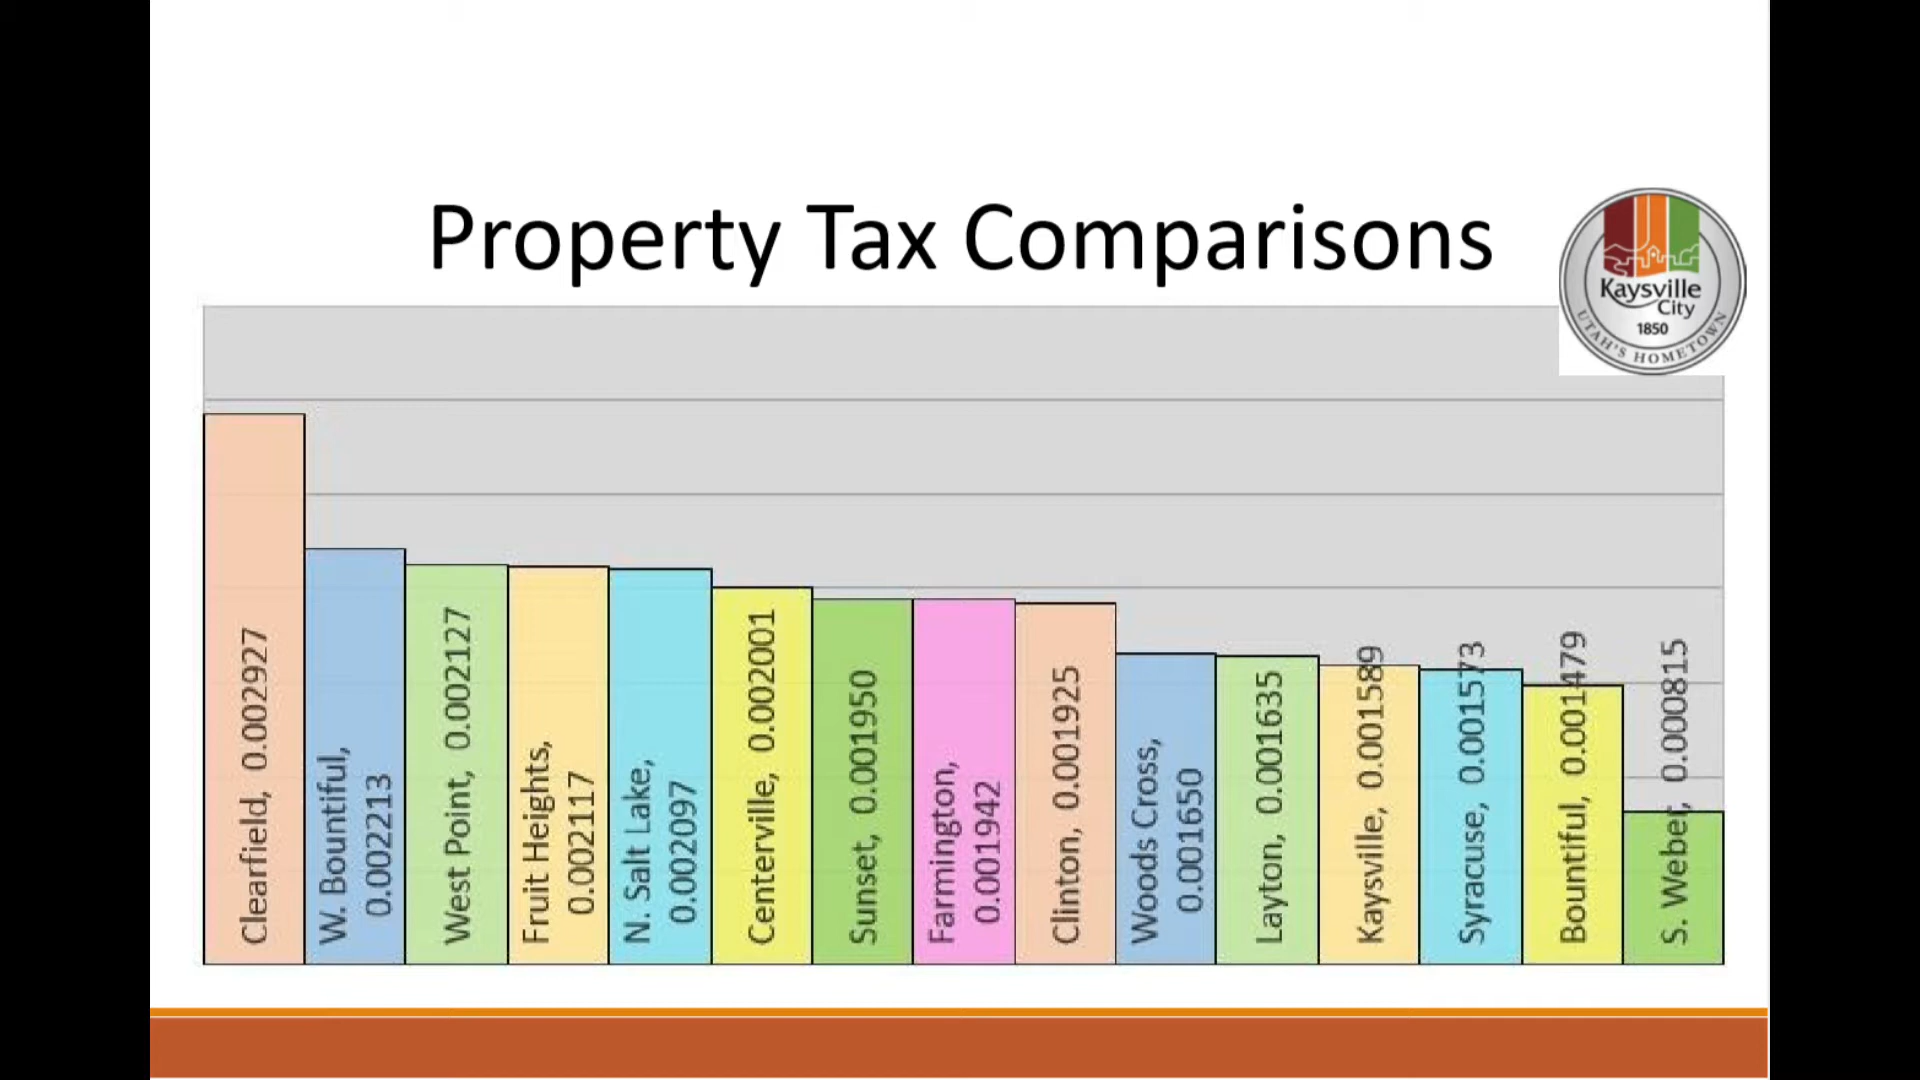 Property Tax Comparisons
Kaysville
City
1850
UTAH'S HOMETOWN
Clearfield, 0.002927
W. Bountiful,
0.002213
West Point, 0.002127
Fruit Heights,
0.002117
N. Salt Lake,
0.002097
Centerville, 0.002001
Sunset, 0.001950
Farmington,
0.001942
Clinton, 0.001925
Woods Cross,
0.001650
Layton, 0.001635
Kaysville, 0.001589
Syracuse, 0.001573
Bountiful, 0.001479
S. Weber, 0.000815